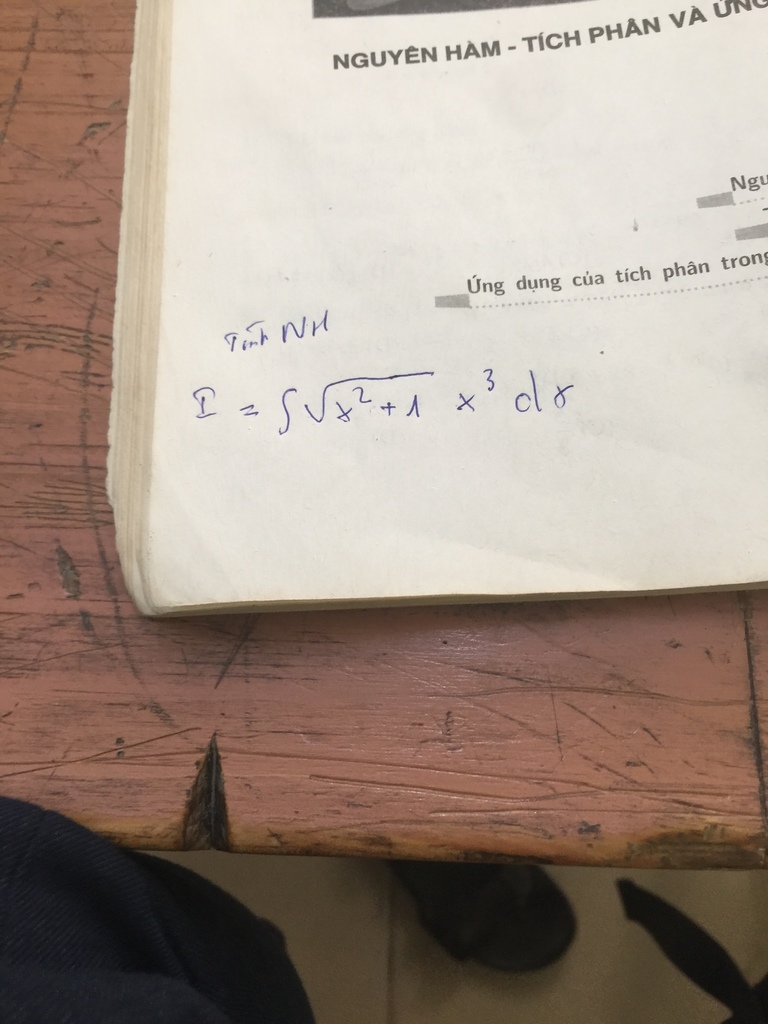 NGUYÊN HÀM - TÍCH PHÂN VÀ ỨNG
Ngu
Ứng dụng của tích phân trong
Tính NH
I = ∫√x²+1 x³ dx